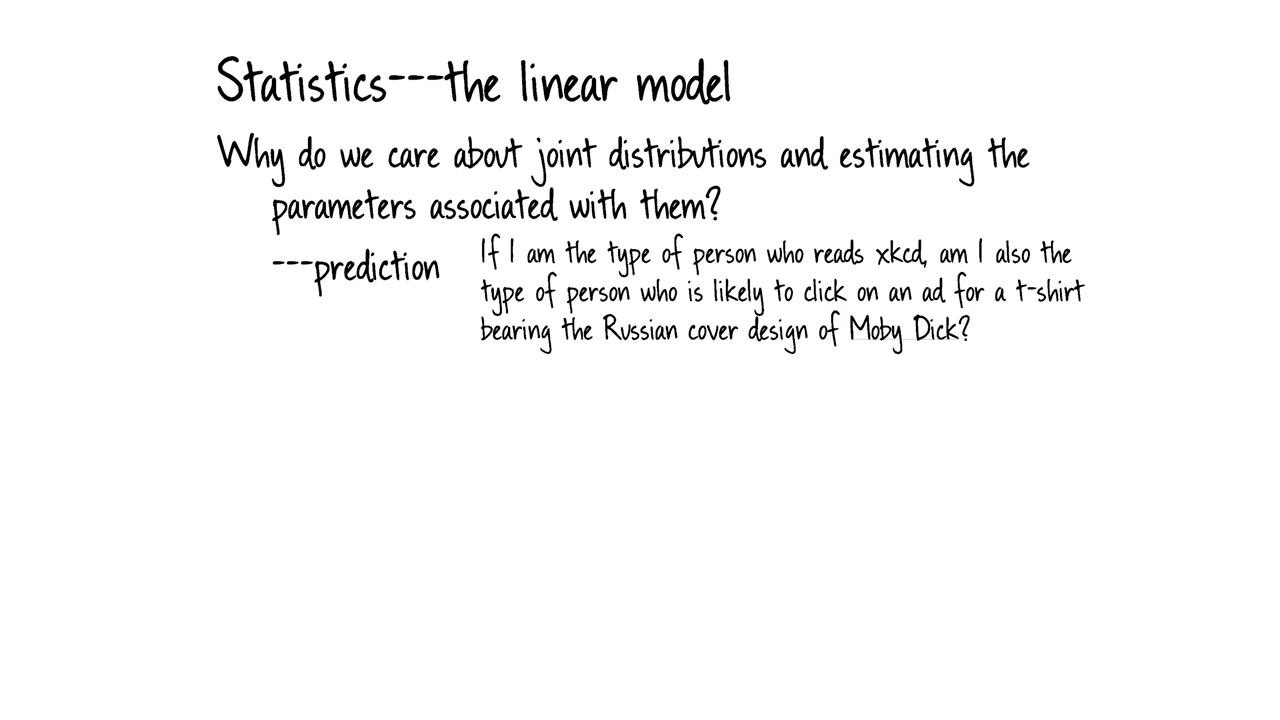 Statistics---the linear model
Why do we care about joint distributions and estimating the
parameters associated with them?
---prediction
If I am the type of person who reads xkcd, am I also the
type of person who is likely to click on an ad for a t-shirt
bearing the Russian cover design of Moby Dick?